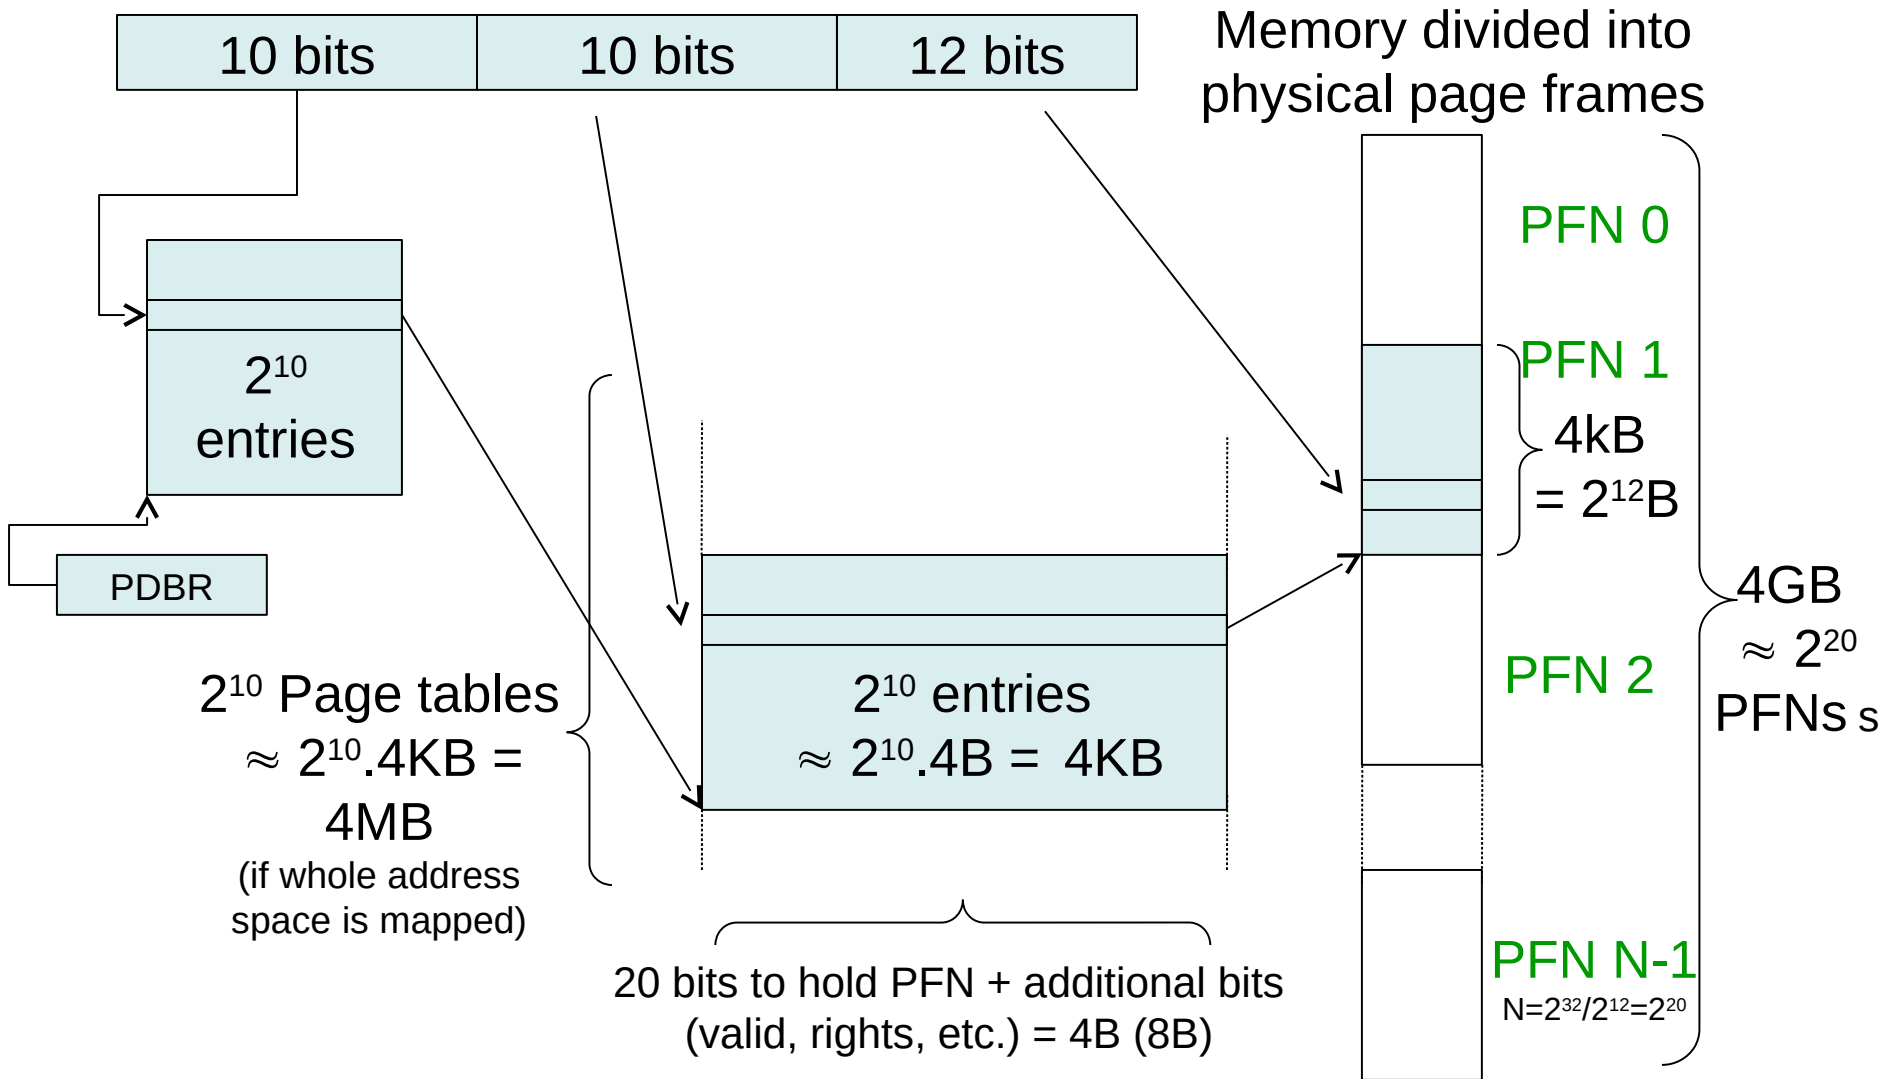 10 bits
10 bits
12 bits
Memory divided into
physical page frames
PFN 0
2¹⁰
entries
PFN 1
4kB
= 2¹²B
PDBR
4GB
≈ 2²⁰
PFNs s
2¹⁰ Page tables
≈ 2¹⁰.4KB =
4MB
(if whole address
space is mapped)
2¹⁰ entries
≈ 2¹⁰.4B = 4KB
PFN 2
20 bits to hold PFN + additional bits
(valid, rights, etc.) = 4B (8B)
PFN N-1
N=2³²/2¹²=2²⁰